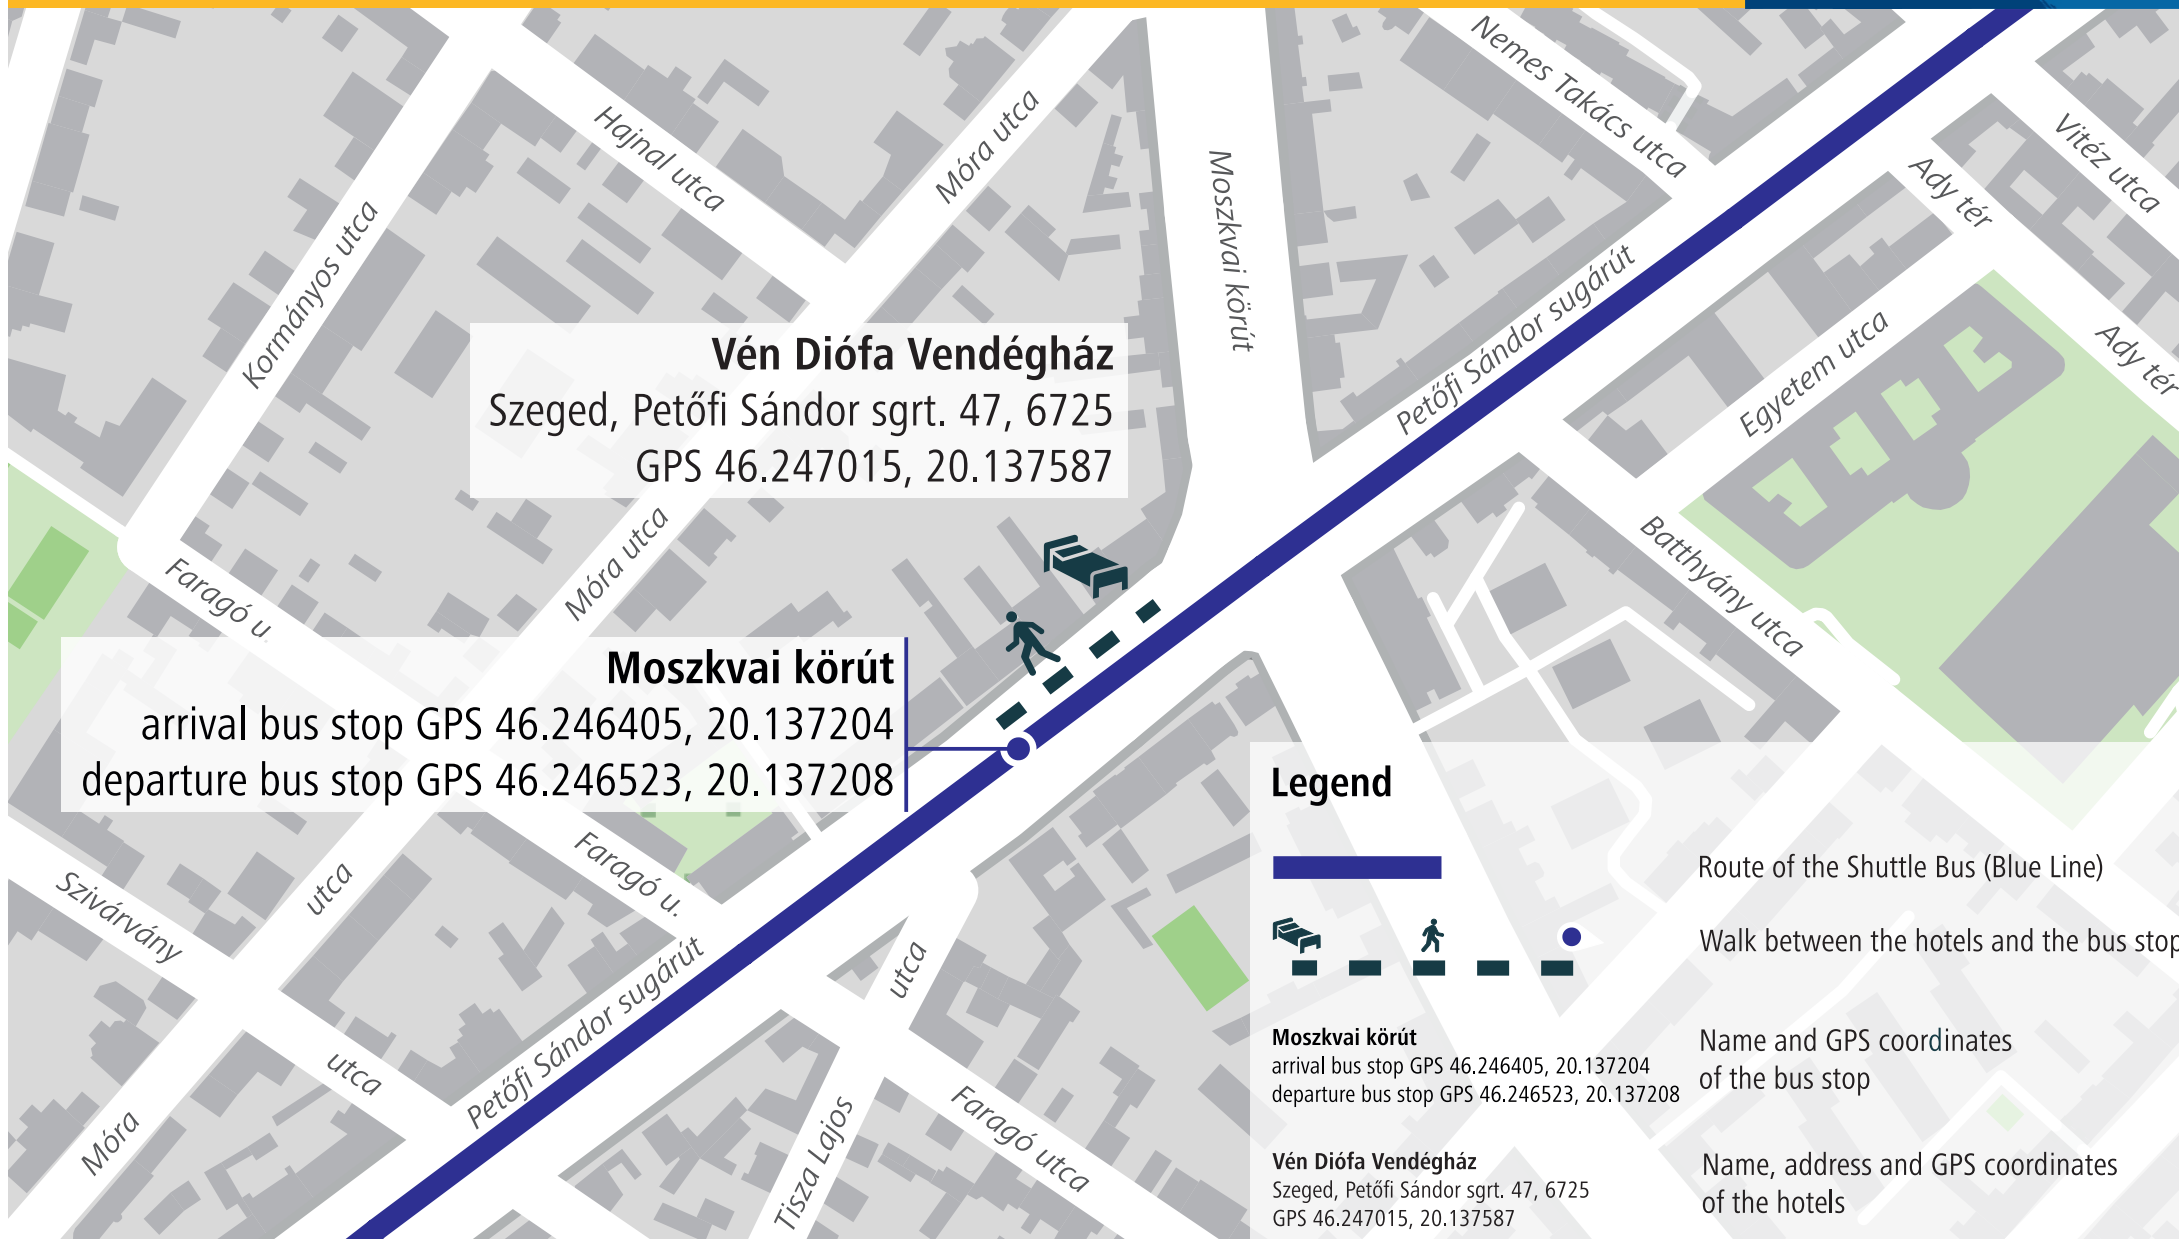 Nemes Takács utca
Vitéz utca
Hajnal utca
Móra utca
Moszkvai körút
Ady tér
Kormányos utca
Petőfi Sándor sugárút
Egyetem utca
Ady tér
Vén Diófa Vendégház
Szeged, Petőfi Sándor sgrt. 47, 6725
GPS 46.247015, 20.137587
Móra utca
Batthyány utca
Faragó u.
Moszkvai körút
arrival bus stop GPS 46.246405, 20.137204
departure bus stop GPS 46.246523, 20.137208
Szivárvány
utca
Faragó u.
utca
Petőfi Sándor sugárút
utca
Móra
Tisza Lajos
Faragó utca
Legend
Route of the Shuttle Bus (Blue Line)
Walk between the hotels and the bus stop
Moszkvai körút
arrival bus stop GPS 46.246405, 20.137204
departure bus stop GPS 46.246523, 20.137208
Name and GPS coordinates
of the bus stop
Vén Diófa Vendégház
Szeged, Petőfi Sándor sgrt. 47, 6725
GPS 46.247015, 20.137587
Name, address and GPS coordinates
of the hotels